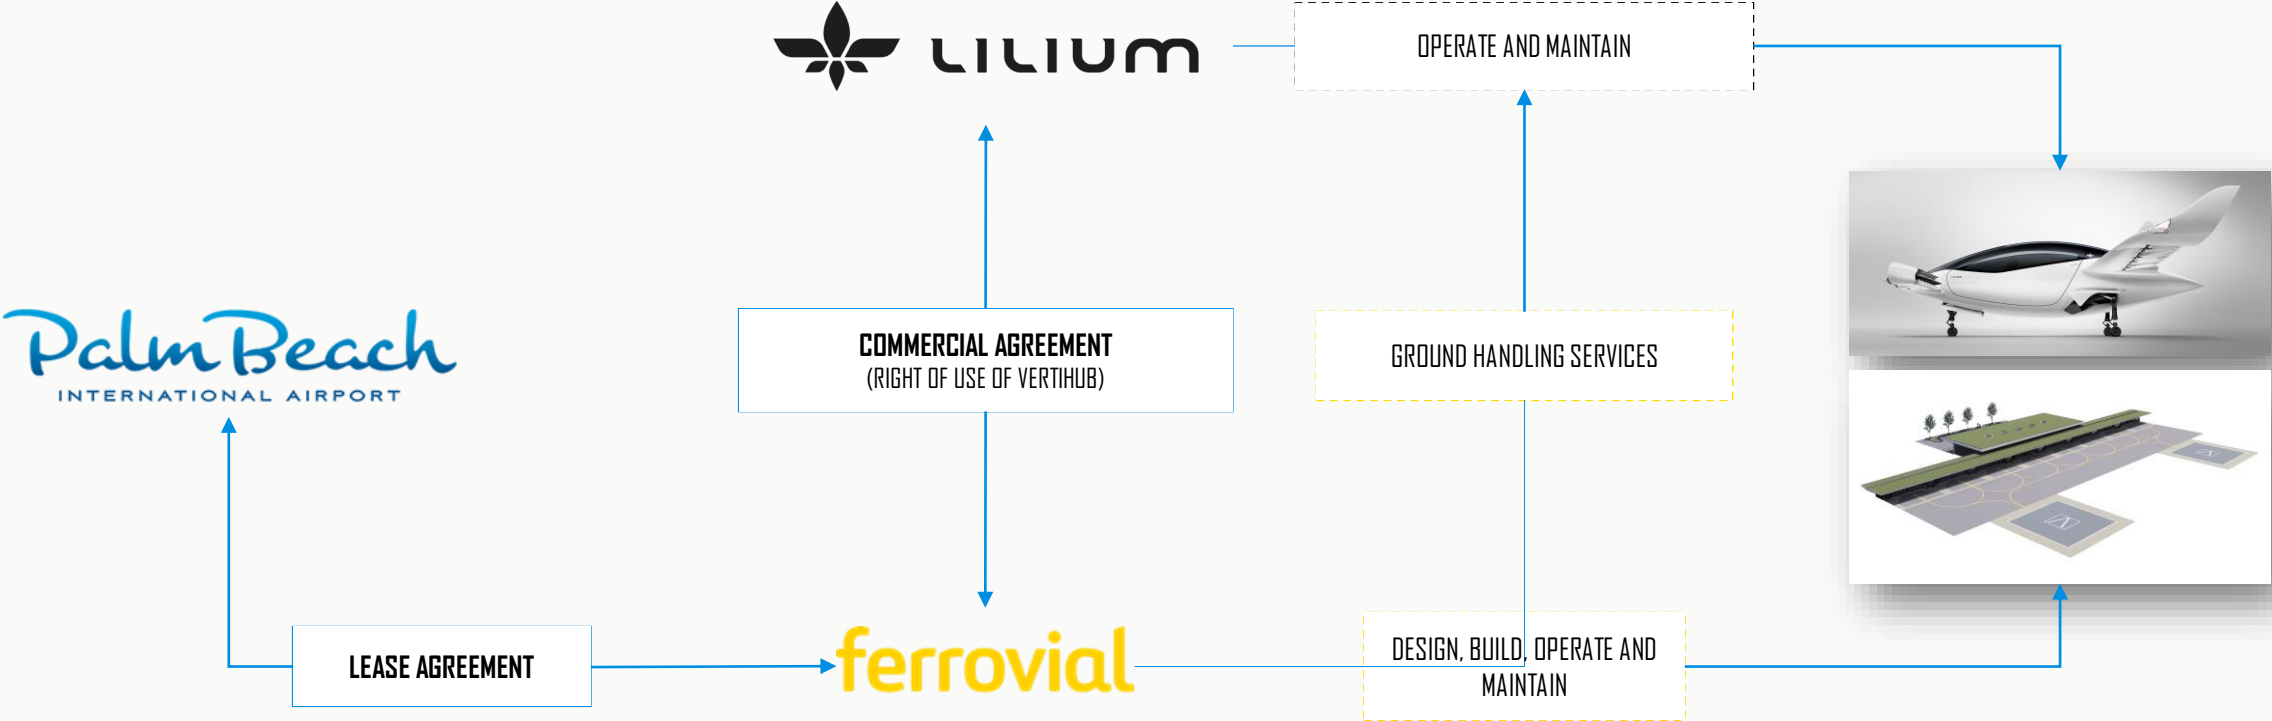 LILIUM
OPERATE AND MAINTAIN
Palm Beach
INTERNATIONAL AIRPORT
COMMERCIAL AGREEMENT
(RIGHT OF USE OF VERTIHUB)
GROUND HANDLING SERVICES
LEASE AGREEMENT
ferrovial
DESIGN, BUILD, OPERATE AND
MAINTAIN